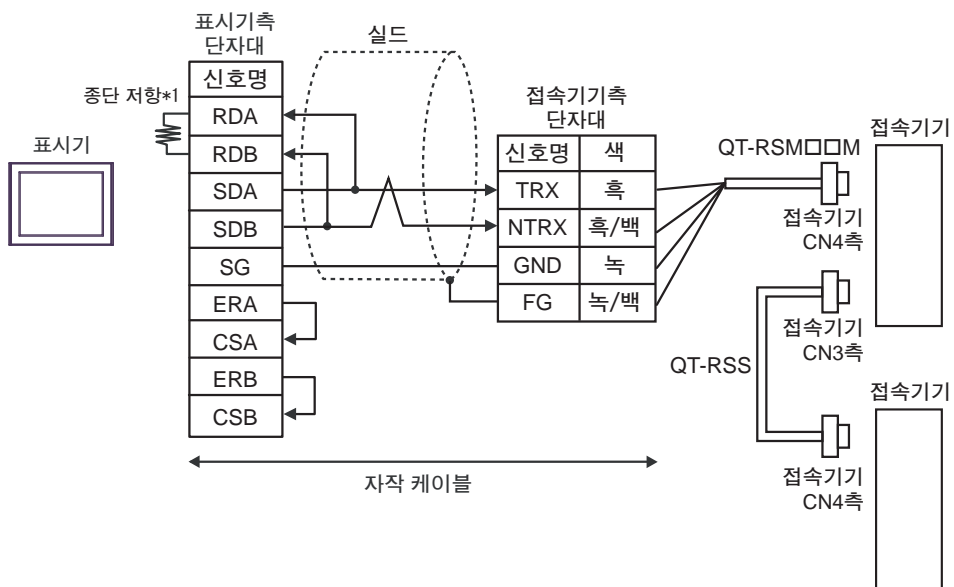 표시기
종단 저항*1
표시기측
단자대
신호명
RDA
RDB
SDA
SDB
SG
ERA
CSA
ERB
CSB
실드
접속기기측
단자대
신호명 색
TRX 흑
NTRX 흑/백
GND 녹
FG 녹/백
자작 케이블
QT-RSM□□M
접속기기
접속기기
CN4측
접속기기
CN3측
QT-RSS
접속기기
접속기기
CN4측